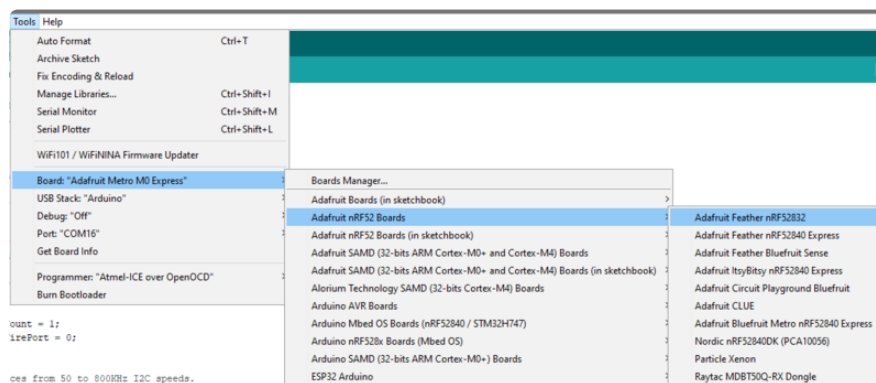 Tools Help
Auto Format Ctrl+T
Archive Sketch
Fix Encoding & Reload
Manage Libraries... Ctrl+Shift+I
Serial Monitor Ctrl+Shift+M
Serial Plotter Ctrl+Shift+L
WiFi101 / WiFiNINA Firmware Updater
Board: "Adafruit Metro M0 Express"
USB Stack: "Arduino"
Debug: "Off"
Port: "COM16"
Get Board Info
Programmer: "Atmel-ICE over OpenOCD"
Burn Bootloader
Boards Manager...
Adafruit Boards (in sketchbook)
Adafruit nRF52 Boards
Adafruit nRF52 Boards (in sketchbook)
Adafruit SAMD (32-bits ARM Cortex-M0+ and Cortex-M4) Boards
Adafruit SAMD (32-bits ARM Cortex-M0+ and Cortex-M4) Boards (in sketchbook)
Alorium Technology SAMD (32-bits Cortex-M4) Boards
Arduino AVR Boards
Arduino Mbed OS Boards (nRF52840 / STM32H747)
Arduino nRF528x Boards (Mbed OS)
Arduino SAMD (32-bits ARM Cortex-M0+) Boards
ESP32 Arduino
Adafruit Feather nRF52832
Adafruit Feather nRF52840 Express
Adafruit Feather Bluefruit Sense
Adafruit ItsyBitsy nRF52840 Express
Adafruit Circuit Playground Bluefruit
Adafruit CLUE
Adafruit Bluefruit Metro nRF52840 Express
Nordic nRF52840DK (PCA10056)
Particle Xenon
Raytac MDBT50Q-RX Dongle
ount = 1;
irePort = 0;
ces from 50 to 800KHz I2C speeds.